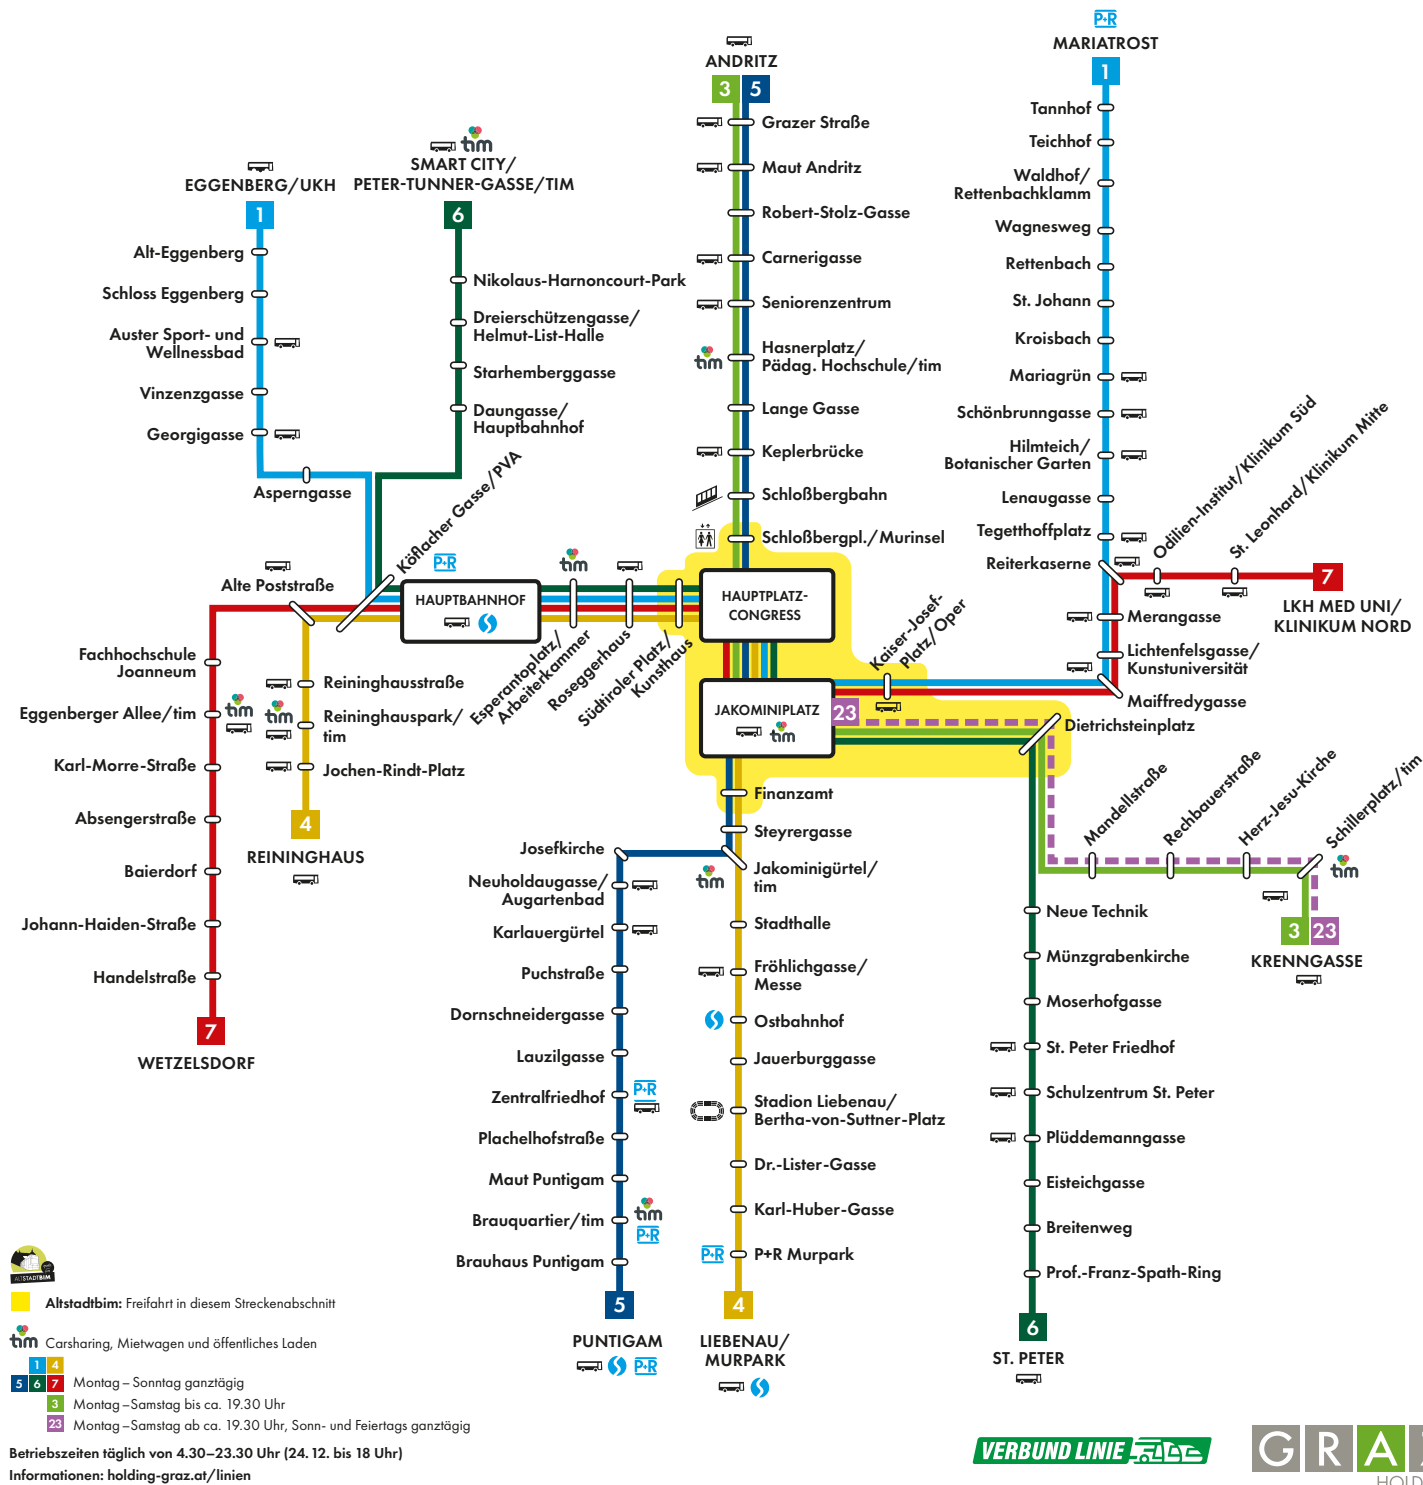 P+R
MARIATROST
1
Tannhof
Teichhof
Waldhof/
Rettenbachklamm
Wagnesweg
Rettenbach
St. Johann
Kroisbach
Mariagrün
Schönbrunngasse
Hilmteich/
Botanischer Garten
Lenaugasse
Tegetthoffplatz
Reiterkaserne
Odilien-Institut/Klinikum Süd
St. Leonhard/Klinikum Mitte
7
LKH MED UNI/
KLINIKUM NORD
Merangasse
Lichtenfelsgasse/
Kunstuniversität
Maiffredygasse
Kaiser-Josef-
Platz/Oper
ANDRITZ
3 5
Grazer Straße
Maut Andritz
Robert-Stolz-Gasse
Carnerigasse
Seniorenzentrum
tim
Hasnerplatz/
Pädag. Hochschule/tim
Lange Gasse
Keplerbrücke
Schloßbergbahn
Schloßbergpl./Murinsel
EGGENBERG/UKH
1
Alt-Eggenberg
Schloss Eggenberg
Auster Sport- und
Wellnessbad
Vinzenzgasse
Georgigasse
Asperngasse
tim
SMART CITY/
PETER-TUNNER-GASSE/TIM
6
Nikolaus-Harnoncourt-Park
Dreierschützengasse/
Helmut-List-Halle
Starhemberggasse
Daungasse/
Hauptbahnhof
Köflacher Gasse/PVA
P+R
Alte Poststraße
HAUPTBAHNHOF
tim
Esperantoplatz/
Arbeiterkammer
Roseggerhaus
Südtiroler Platz/
Kunsthaus
HAUPTPLATZ-
CONGRESS
JAKOMINIPLATZ
tim
23
Dietrichsteinplatz
Fachhochschule
Joanneum
Eggenberger Allee/tim
tim
Karl-Morre-Straße
Absengerstraße
Baierdorf
Johann-Haiden-Straße
Handelstraße
7
WETZELSDORF
Reininghausstraße
tim
Reininghauspark/
tim
Jochen-Rindt-Platz
4
REININGHAUS
Finanzamt
Steyrergasse
tim
Jakominigürtel/
tim
Stadthalle
Fröhlichgasse/
Messe
Ostbahnhof
Jauerburggasse
Stadion Liebenau/
Bertha-von-Suttner-Platz
Dr.-Lister-Gasse
Karl-Huber-Gasse
P+R
P+R Murpark
4
LIEBENAU/
MURPARK
Josefkirche
Neuholdaugasse/
Augartenbad
Karlauergürtel
Puchstraße
Dornschneidergasse
Lauzilgasse
Zentralfriedhof
P+R
Plachelhofstraße
Maut Puntigam
Brauquartier/tim
tim
P+R
Brauhaus Puntigam
5
PUNTIGAM
P+R
Mandellstraße
Rechbauerstraße
Herz-Jesu-Kirche
Schillerplatz/tim
tim
3 23
KRENNGASSE
Neue Technik
Münzgrabenkirche
Moserhofgasse
St. Peter Friedhof
Schulzentrum St. Peter
Plüddemanngasse
Eisteichgasse
Breitenweg
Prof.-Franz-Spath-Ring
6
ST. PETER
ALTSTADTBIM
Altstadtbim: Freifahrt in diesem Streckenabschnitt
tim Carsharing, Mietwagen und öffentliches Laden
1 4
5 6 7 Montag – Sonntag ganztägig
3 Montag – Samstag bis ca. 19.30 Uhr
23 Montag – Samstag ab ca. 19.30 Uhr, Sonn- und Feiertags ganztägig
Betriebszeiten täglich von 4.30–23.30 Uhr (24. 12. bis 18 Uhr)
Informationen: holding-graz.at/linien
VERBUND LINIE
GRA
HOLD